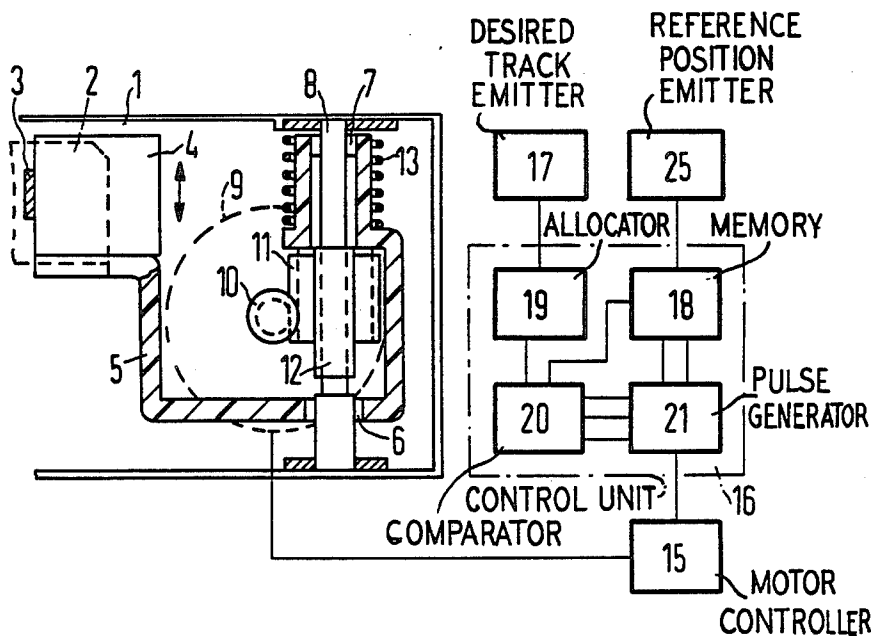 DESIRED
TRACK
EMITTER
REFERENCE
POSITION
EMITTER
3
2
1
8
7
4
13
9
17
25
ALLOCATOR
MEMORY
11
10
19
18
5
12
PULSE
GENERATOR
20
21
6
CONTROL UNIT
16
COMPARATOR
15
MOTOR
CONTROLLER